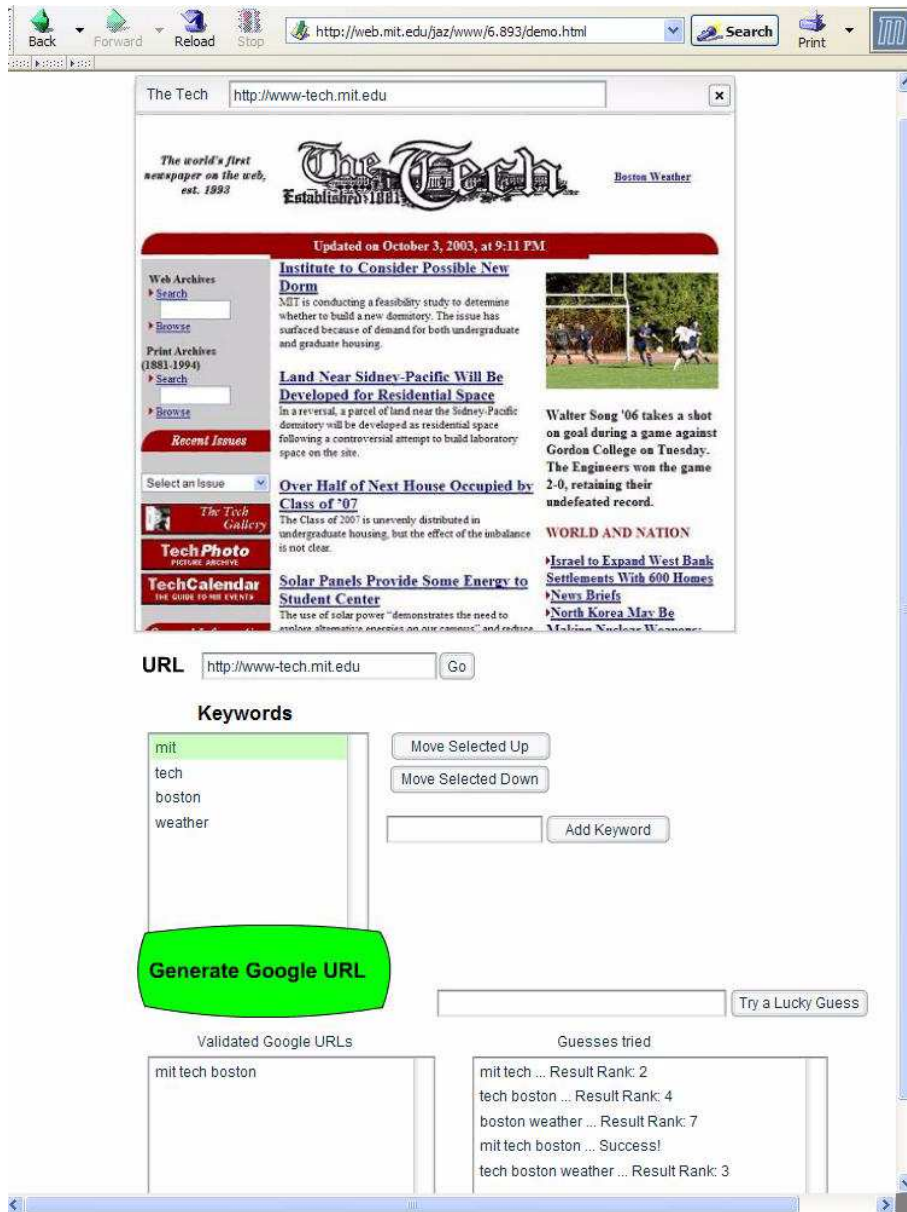 Back
Forward
Reload
Stop
http://web.mit.edu/jaz/www/6.893/demo.html
Search
Print
The Tech
http://www-tech.mit.edu
The world's first
newspaper on the web,
est. 1993
The Tech
Established 1881
Boston Weather
Updated on October 3, 2003, at 9:11 PM
Web Archives
Search
Browse
Print Archives
(1881-1994)
Search
Browse
Recent Issues
Select an Issue
The Tech
Gallery
TechPhoto
PICTURE ARCHIVE
TechCalendar
THE GUIDE TO MIT EVENTS
Institute to Consider Possible New
Dorm
MIT is conducting a feasibility study to determine
whether to build a new dormitory. The issue has
surfaced because of demand for both undergraduate
and graduate housing.
Land Near Sidney-Pacific Will Be
Developed for Residential Space
In a reversal, a parcel of land near the Sidney-Pacific
dormitory will be developed as residential space
following a controversial attempt to build laboratory
space on the site.
Over Half of Next House Occupied by
Class of '07
The Class of 2007 is unevenly distributed in
undergraduate housing, but the effect of the imbalance
is not clear.
Solar Panels Provide Some Energy to
Student Center
The use of solar power "demonstrates the need to
explore alternative energies on our campus" and reduce
Walter Song '06 takes a shot
on goal during a game against
Gordon College on Tuesday.
The Engineers won the game
2-0, retaining their
undefeated record.
WORLD AND NATION
Israel to Expand West Bank
Settlements With 600 Homes
News Briefs
North Korea May Be
Making Nuclear Weapons;
URL
http://www-tech.mit.edu
Go
Keywords
mit
tech
boston
weather
Move Selected Up
Move Selected Down
Add Keyword
Generate Google URL
Try a Lucky Guess
Validated Google URLs
mit tech boston
Guesses tried
mit tech ... Result Rank: 2
tech boston ... Result Rank: 4
boston weather ... Result Rank: 7
mit tech boston ... Success!
tech boston weather ... Result Rank: 3